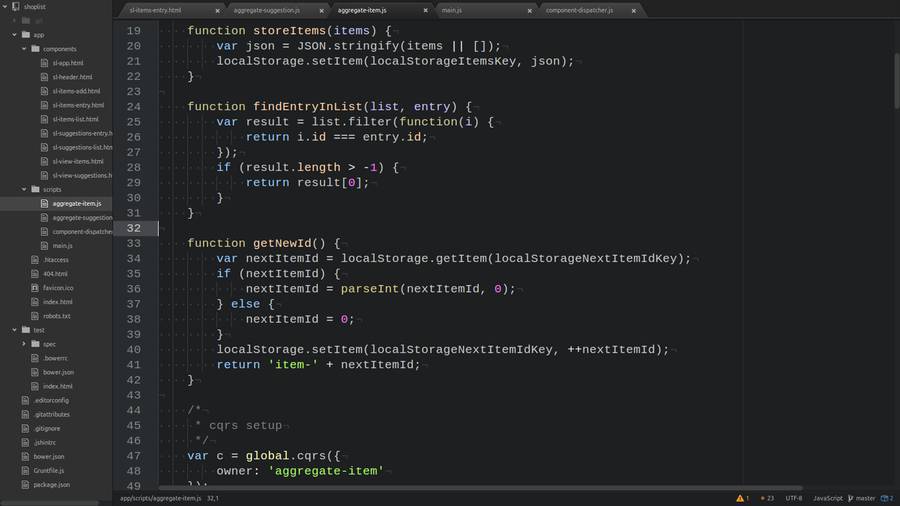 shoplist
.git
app
components
sl-app.html
sl-header.html
sl-items-add.html
sl-items-entry.html
sl-items-list.html
sl-suggestions-entry.h
sl-suggestions-list.htm
sl-view-items.html
sl-view-suggestions.h
scripts
aggregate-item.js
aggregate-suggestion
component-dispatche
main.js
.htaccess
404.html
favicon.ico
index.html
robots.txt
test
spec
.bowerrc
bower.json
index.html
.editorconfig
.gitattributes
.gitignore
.jshintrc
bower.json
Gruntfile.js
package.json
sl-items-entry.html × aggregate-suggestion.js × aggregate-item.js × main.js × component-dispatcher.js ×
19 function storeItems(items) {
20 var json = JSON.stringify(items || []);
21 localStorage.setItem(localStorageItemsKey, json);
22 }
23
24 function findEntryInList(list, entry) {
25 var result = list.filter(function(i) {
26 return i.id === entry.id;
27 });
28 if (result.length > -1) {
29 return result[0];
30 }
31 }
32
33 function getNewId() {
34 var nextItemId = localStorage.getItem(localStorageNextItemIdKey);
35 if (nextItemId) {
36 nextItemId = parseInt(nextItemId, 0);
37 } else {
38 nextItemId = 0;
39 }
40 localStorage.setItem(localStorageNextItemIdKey, ++nextItemId);
41 return 'item-' + nextItemId;
42 }
43
44 /*
45 * cqrs setup
46 */
47 var c = global.cqrs({
48 owner: 'aggregate-item'
49 });
app/scripts/aggregate-item.js 32,1 1 23 UTF-8 JavaScript master 2